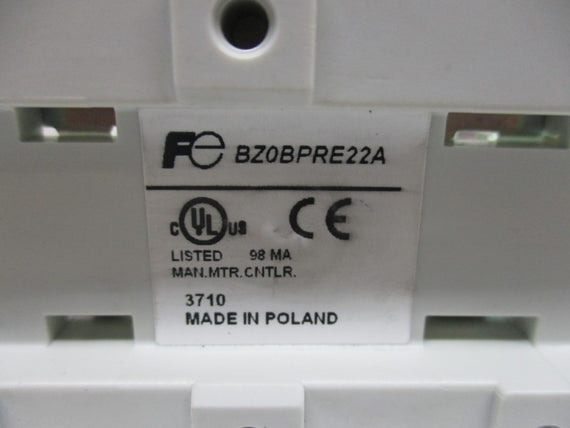 Fe BZ0BPRE22A
C UL US CE
LISTED 98 MA
MAN.MTR.CNTLR.
3710
MADE IN POLAND